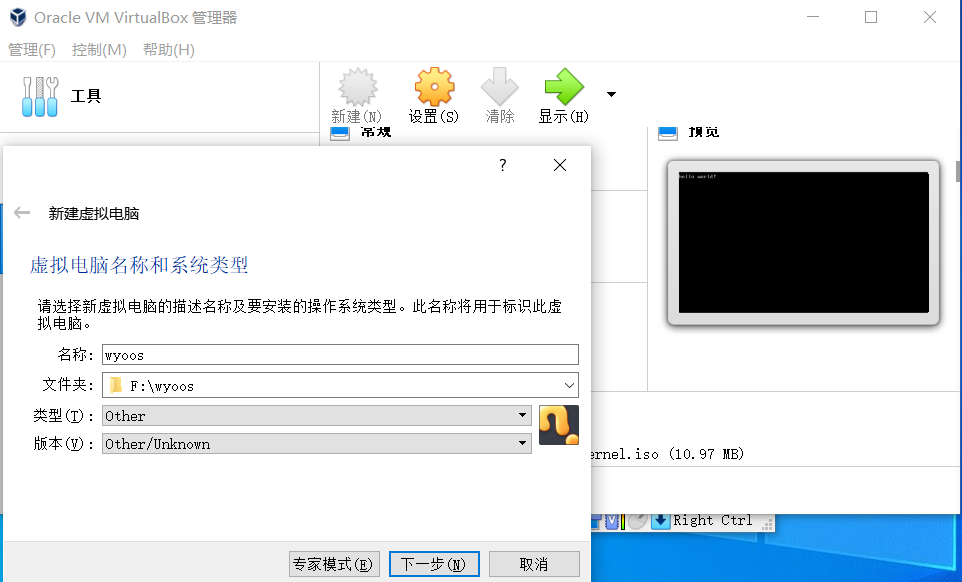 Oracle VM VirtualBox 管理器
管理(F) 控制(M) 帮助(H)
工具
新建(N) 设置(S) 清除 显示(H)
常规
预览
hello world!
?
新建虚拟电脑
虚拟电脑名称和系统类型
请选择新虚拟电脑的描述名称及要安装的操作系统类型。此名称将用于标识此虚
拟电脑。
名称: wyoos
文件夹: F:\wyoos
类型(T): Other
版本(V): Other/Unknown
ernel.iso (10.97 MB)
Right Ctrl
专家模式(E) 下一步(N) 取消